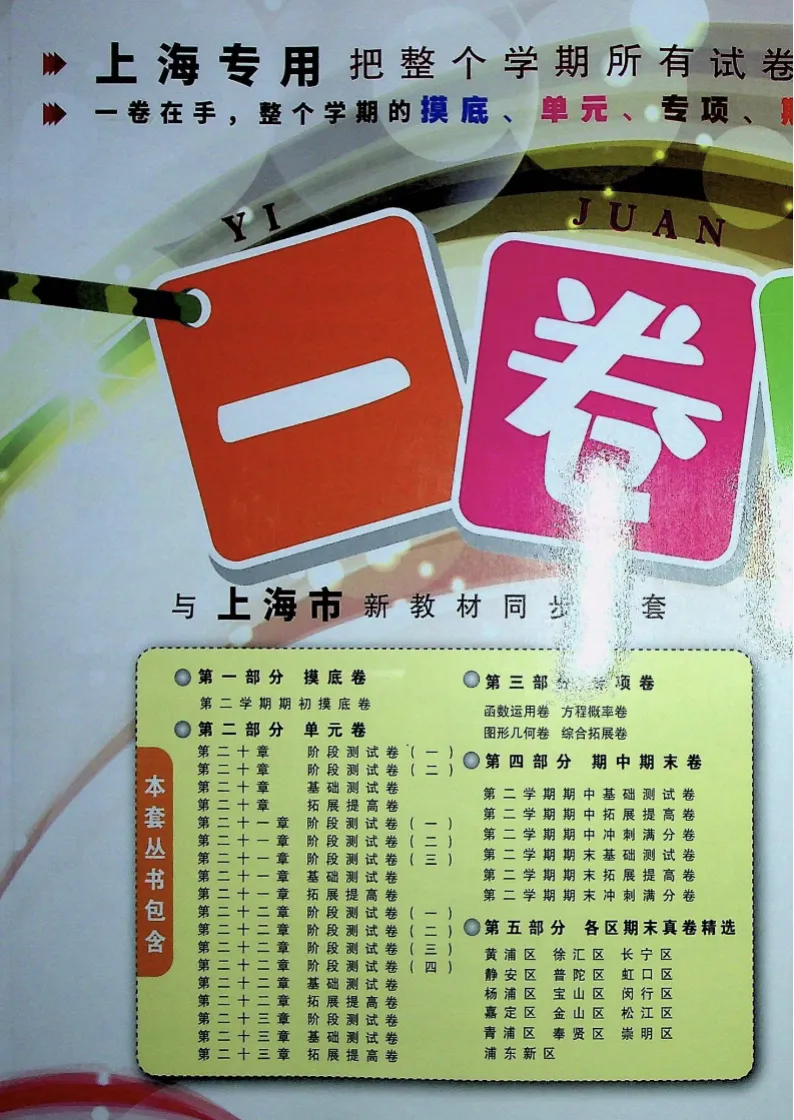 上海专用 把整个学期所有试卷
一卷在手，整个学期的摸底、单元、专项、
YI JUAN
一卷
与上海市新教材同步 套
本套丛书包含
第一部分 摸底卷
第二学期期初摸底卷
第二部分 单元卷
第二十章 阶段测试卷(一)
第二十章 阶段测试卷(二)
第二十章 基础测试卷
第二十章 拓展提高卷
第二十一章 阶段测试卷(一)
第二十一章 阶段测试卷(二)
第二十一章 阶段测试卷(三)
第二十一章 基础测试卷
第二十一章 拓展提高卷
第二十二章 阶段测试卷(一)
第二十二章 阶段测试卷(二)
第二十二章 阶段测试卷(三)
第二十二章 阶段测试卷(四)
第二十二章 基础测试卷
第二十二章 拓展提高卷
第二十三章 阶段测试卷
第二十三章 基础测试卷
第二十三章 拓展提高卷
第三部分 专项卷
函数运用卷 方程概率卷
图形几何卷 综合拓展卷
第四部分 期中期末卷
第二学期期中基础测试卷
第二学期期中拓展提高卷
第二学期期中冲刺满分卷
第二学期期末基础测试卷
第二学期期末拓展提高卷
第二学期期末冲刺满分卷
第五部分 各区期末真卷精选
黄浦区 徐汇区 长宁区
静安区 普陀区 虹口区
杨浦区 宝山区 闵行区
嘉定区 金山区 松江区
青浦区 奉贤区 崇明区
浦东新区